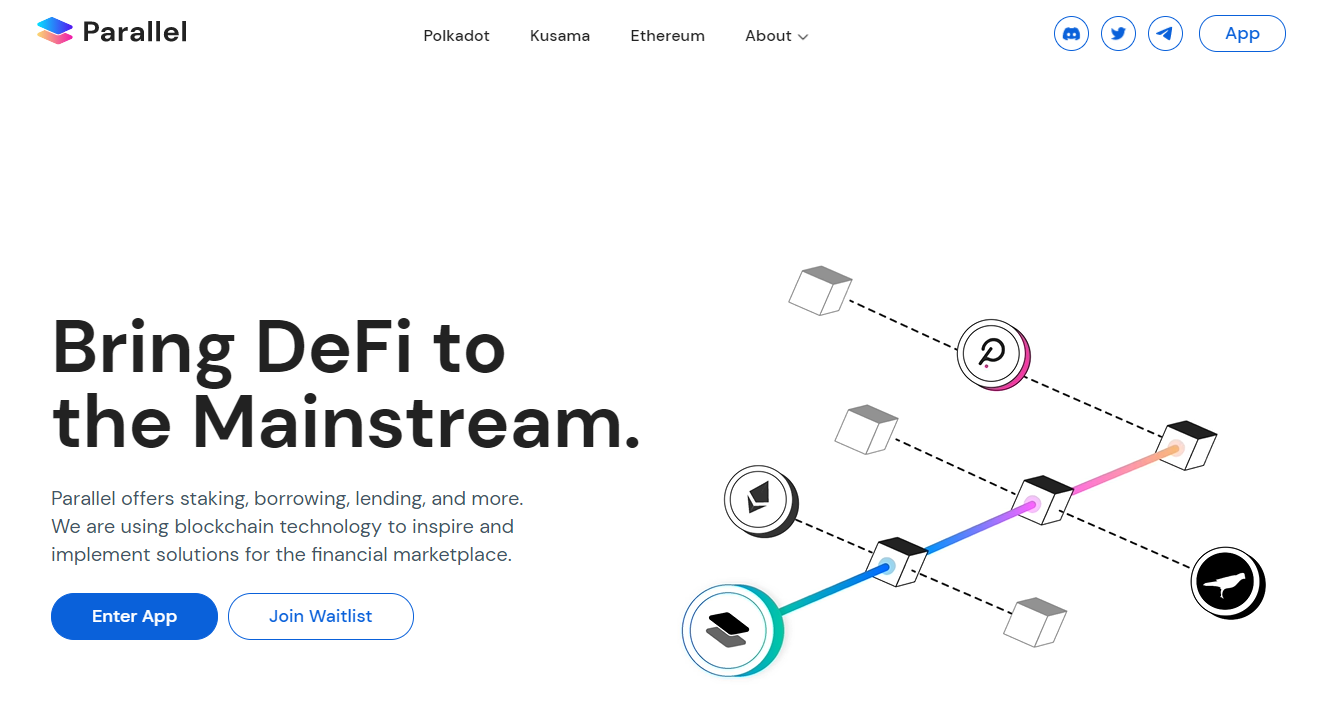 Parallel
Polkadot
Kusama
Ethereum
About
App
Bring DeFi to
the Mainstream.
Parallel offers staking, borrowing, lending, and more.
We are using blockchain technology to inspire and
implement solutions for the financial marketplace.
Enter App
Join Waitlist